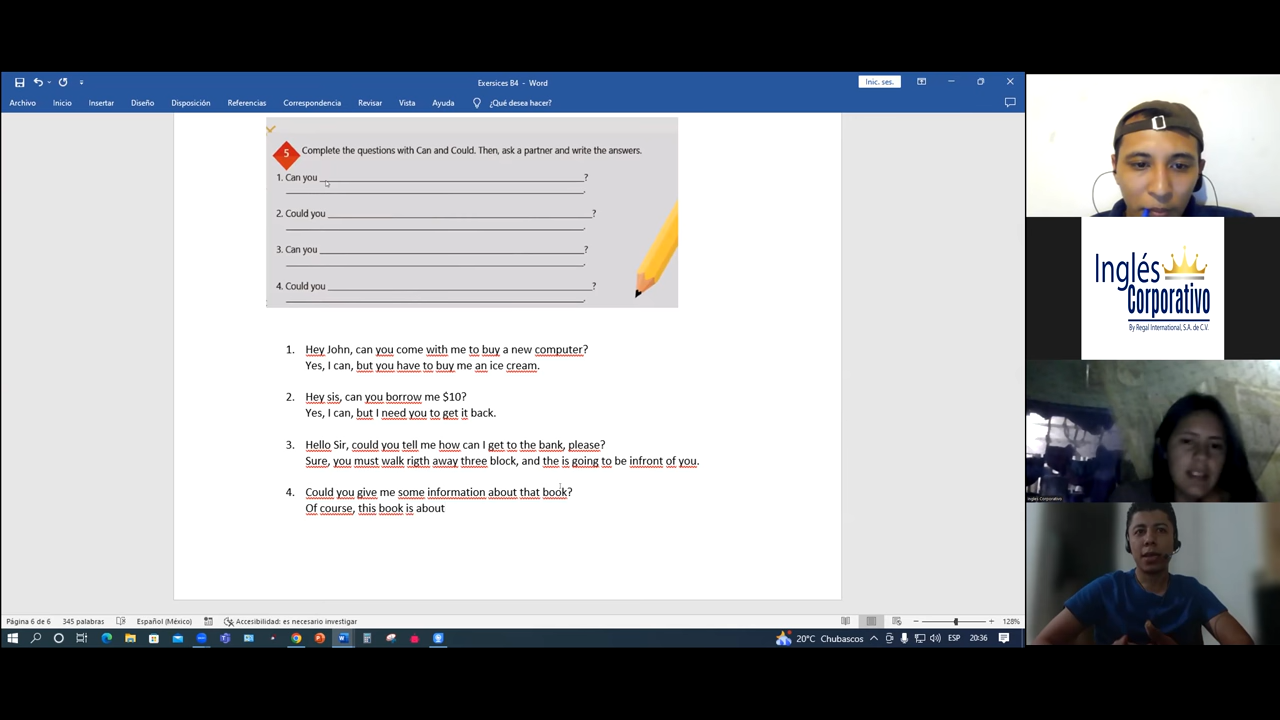 Exersices B4 - Word
Inic. ses.
Archivo Inicio Insertar Diseño Disposición Referencias Correspondencia Revisar Vista Ayuda ¿Qué desea hacer?
5 Complete the questions with Can and Could. Then, ask a partner and write the answers.
1. Can you ?
2. Could you ?
3. Can you ?
4. Could you ?
1. Hey John, can you come with me to buy a new computer?
Yes, I can, but you have to buy me an ice cream.
2. Hey sis, can you borrow me $10?
Yes, I can, but I need you to get it back.
3. Hello Sir, could you tell me how can I get to the bank, please?
Sure, you must walk rigth away three block, and the is going to be infront of you.
4. Could you give me some information about that book?
Of course, this book is about
Página 6 de 6 345 palabras Español (México) Accesibilidad: es necesario investigar 128%
20°C Chubascos ESP 20:36
Inglés
Corporativo
By Regal International, S.A. de C.V.
Inglés Corporativo